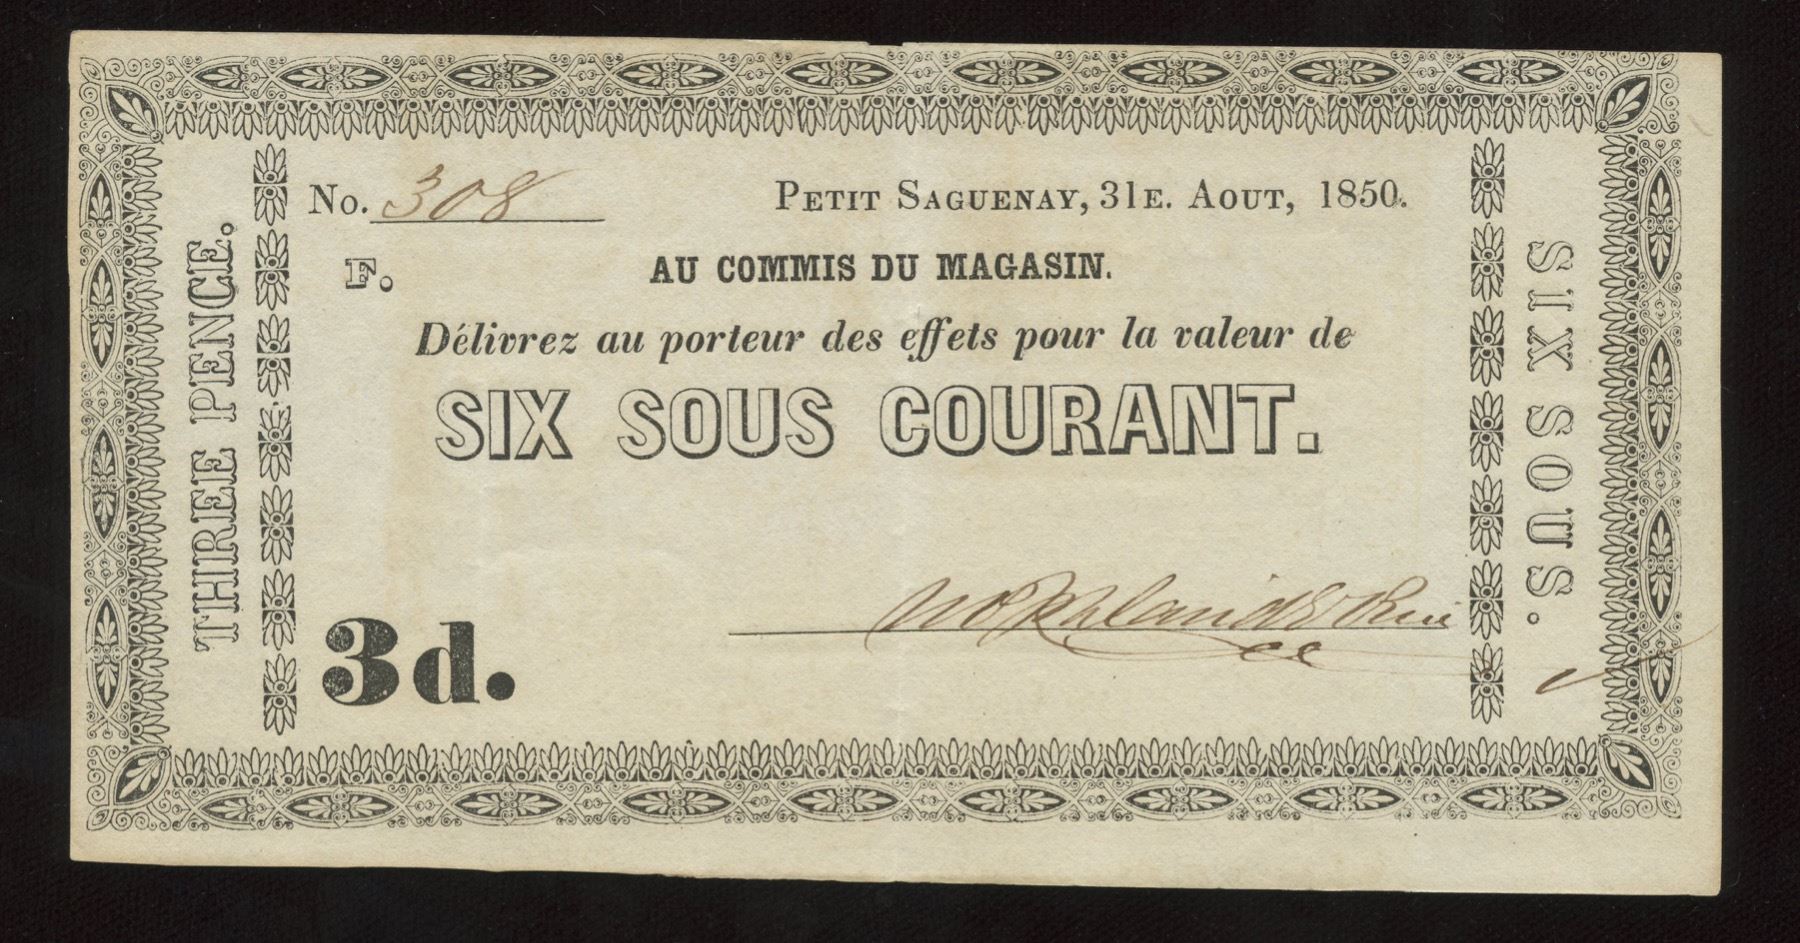 No. 308
PETIT SAGUENAY, 31E. AOUT, 1850.
F.
AU COMMIS DU MAGASIN.
Délivrez au porteur des effets pour la valeur de
SIX SOUS COURANT.
3d.
THREE PENCE.
SIX SOUS.